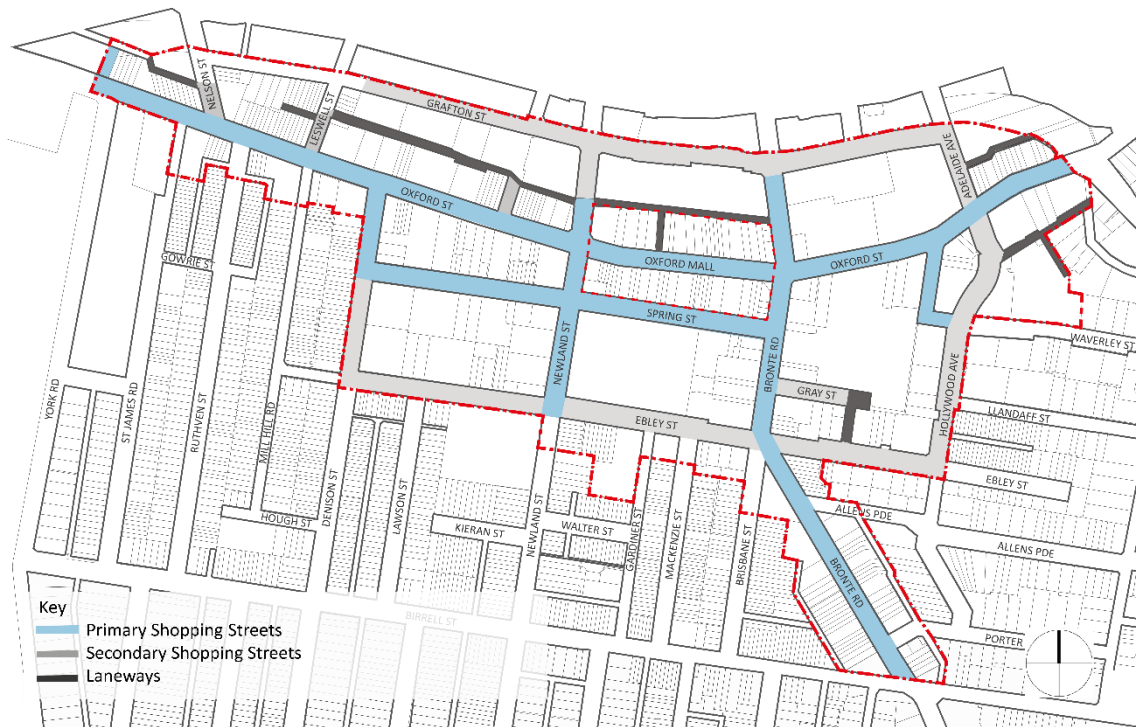 NELSON ST
LESWELL ST
GRAFTON ST
ADELAIDE AVE
OXFORD ST
OXFORD MALL
OXFORD ST
GOWRIE ST
SPRING ST
WAVERLEY ST
NEWLAND ST
BRONTE RD
HOLLYWOOD AVE
GRAY ST
YORK RD
ST JAMES RD
RUTHVEN ST
MILL HILL RD
EBLEY ST
LLANDAFF ST
DENISON ST
LAWSON ST
EBLEY ST
ALLENS PDE
HOUGH ST
KIERAN ST
NEWLAND ST
WALTER ST
GARDINER ST
MACKENZIE ST
BRISBANE ST
ALLENS PDE
BRONTE RD
BIRRELL ST
PORTER
Key
Primary Shopping Streets
Secondary Shopping Streets
Laneways